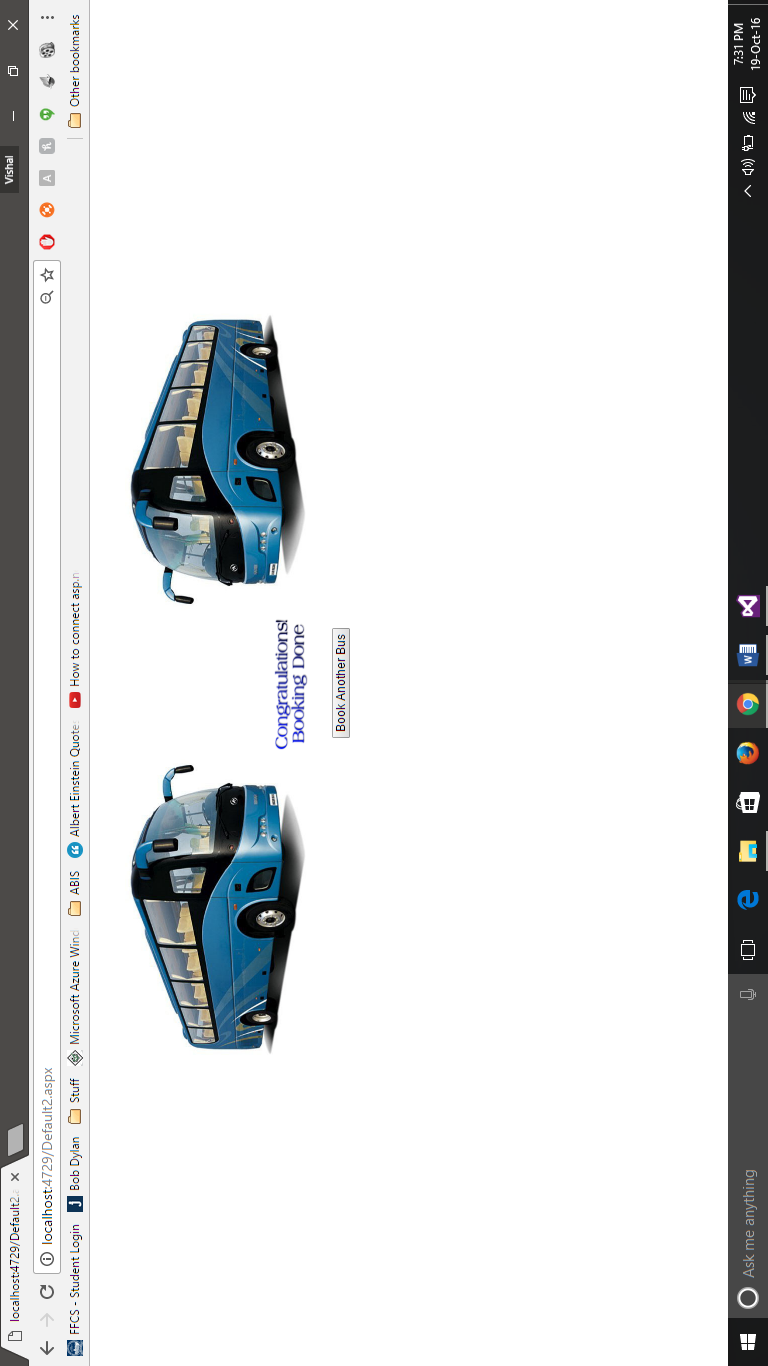 localhost:4729/Default2.a
Vishal
localhost:4729/Default2.aspx
FFCS - Student Login
Bob Dylan
Stuff
Microsoft Azure Wind
ABIS
Albert Einstein Quote
How to connect asp.n
Other bookmarks
Congratulations!
Booking Done
Book Another Bus
Ask me anything
7:31 PM
19-Oct-16